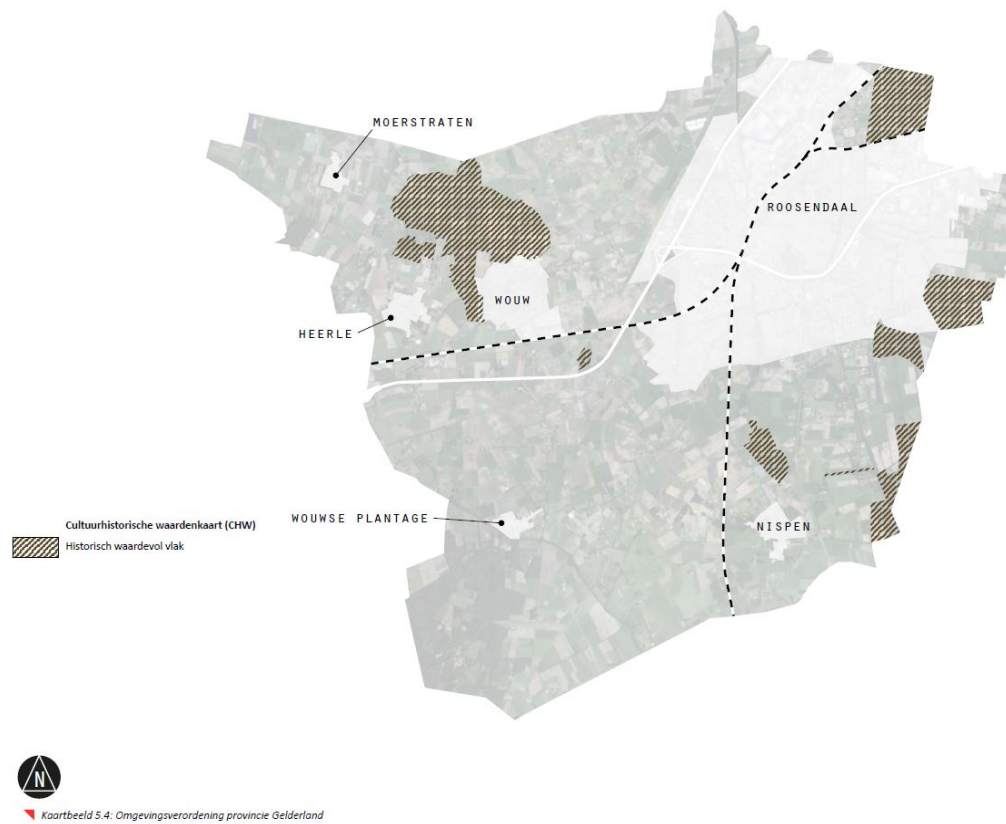 MOERSTRATEN
ROOSENDAAL
WOUW
HEERLE
WOUWSE PLANTAGE
NISPEN
Cultuurhistorische waardenkaart (CHW)
Historisch waardevol vlak
N
Kaartbeeld 5.4: Omgevingsverordening provincie Gelderland